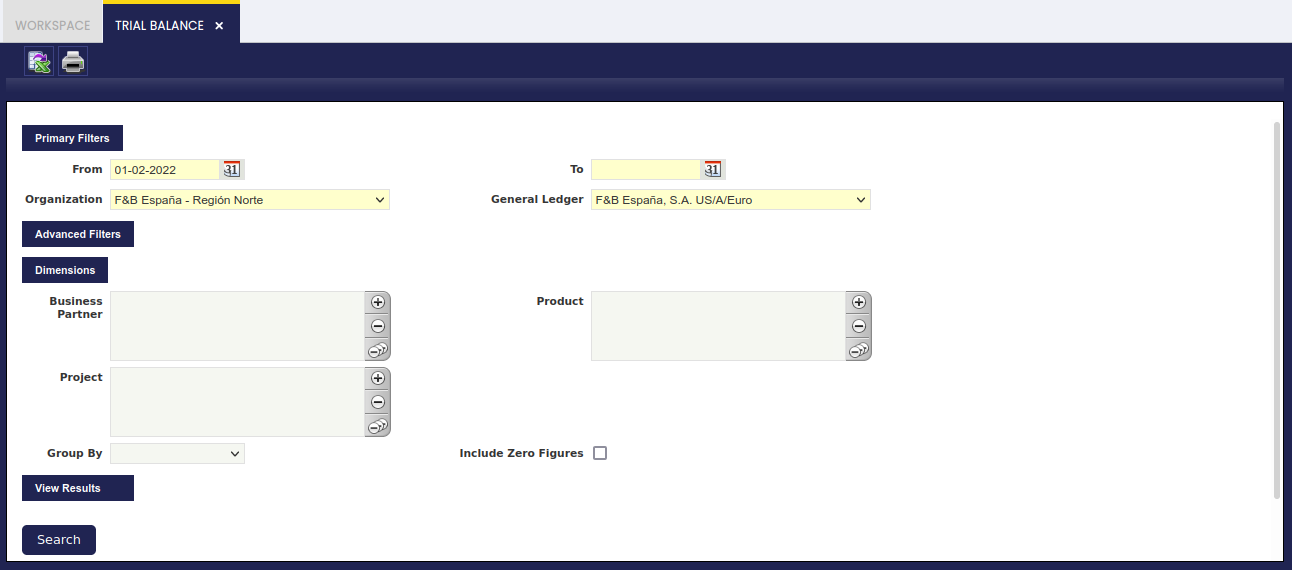 WORKSPACE
TRIAL BALANCE ×
Primary Filters
From 01-02-2022 31 To 31
Organization F&B España - Región Norte General Ledger F&B España, S.A. US/A/Euro
Advanced Filters
Dimensions
Business Partner Product
Project
Group By Include Zero Figures
View Results
Search